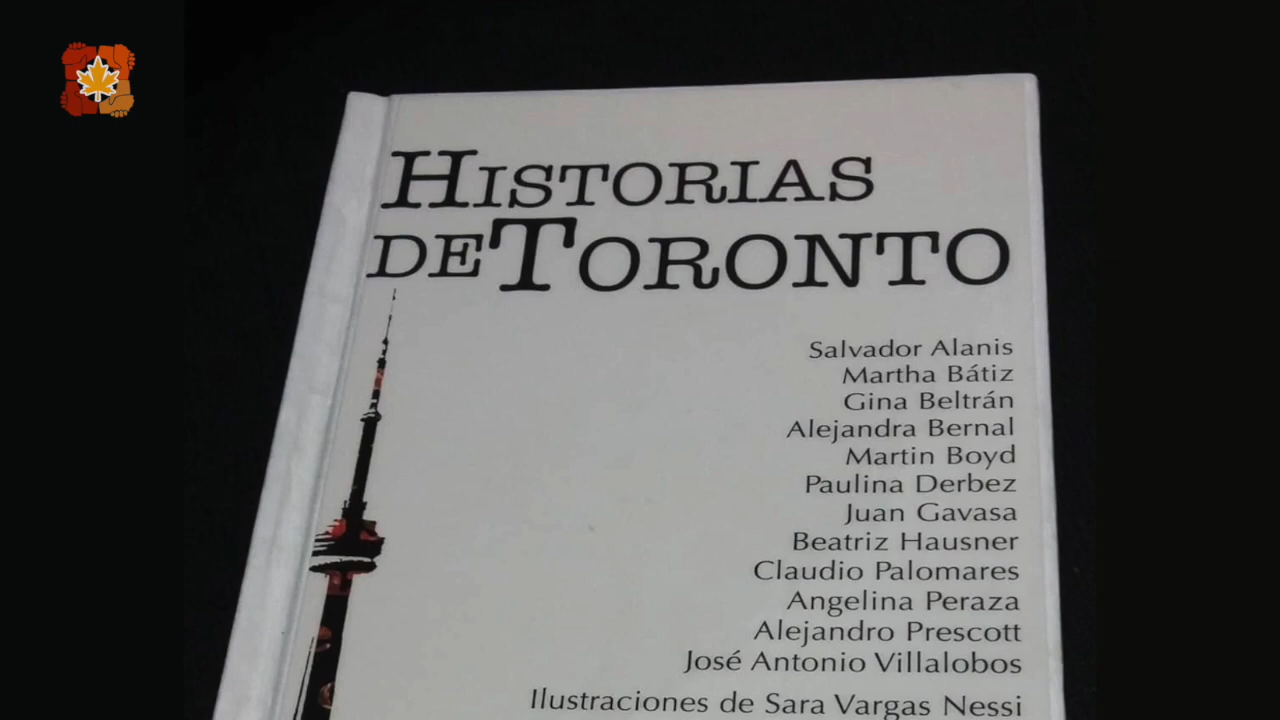 HISTORIAS
DE TORONTO
Salvador Alanis
Martha Bátiz
Gina Beltrán
Alejandra Bernal
Martin Boyd
Paulina Derbez
Juan Gavasa
Beatriz Hausner
Claudio Palomares
Angelina Peraza
Alejandro Prescott
José Antonio Villalobos
Ilustraciones de Sara Vargas Nessi